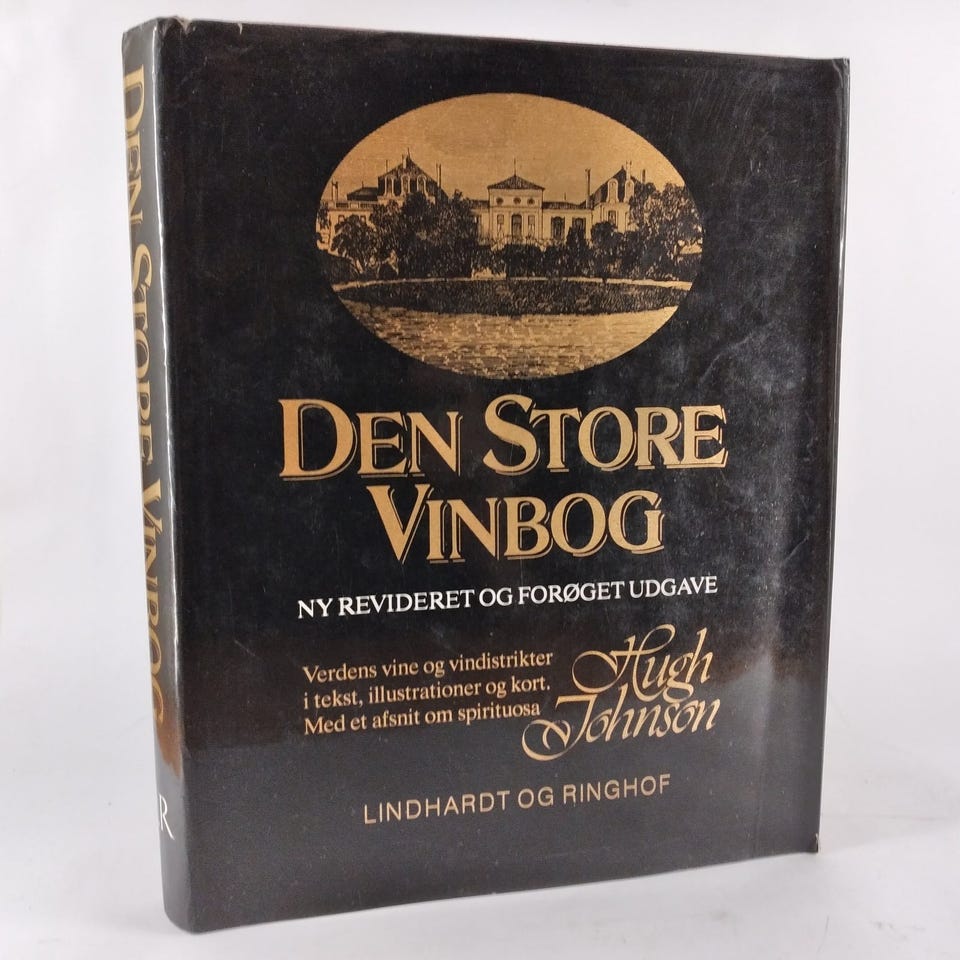 DEN STORE VINBOG
R
DEN STORE
VINBOG
NY REVIDERET OG FORØGET UDGAVE
Verdens vine og vindistrikter
i tekst, illustrationer og kort.
Med et afsnit om spirituosa
Hugh
Johnson
LINDHARDT OG RINGHOF